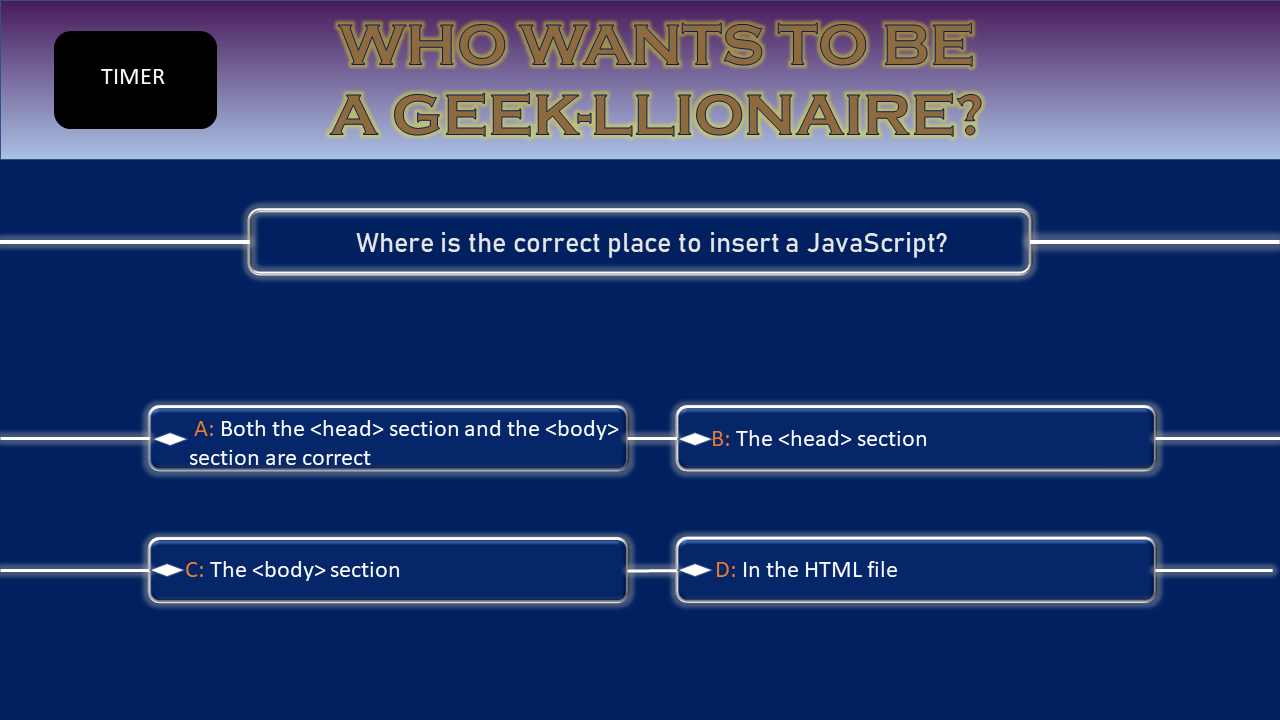 TIMER
WHO WANTS TO BE
A GEEK-LLIONAIRE?
Where is the correct place to insert a JavaScript?
A: Both the <head> section and the <body>
section are correct
B: The <head> section
C: The <body> section
D: In the HTML file